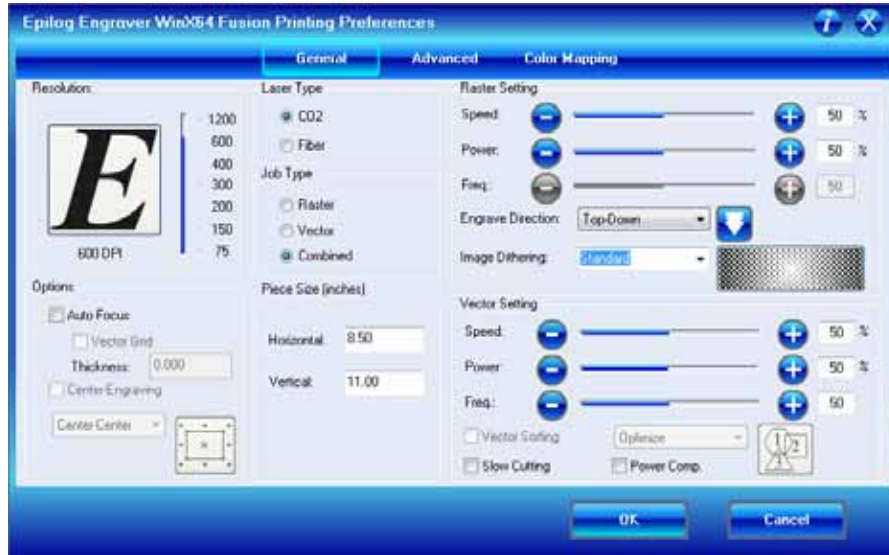 Epilog Engraver WinX64 Fusion Printing Preferences
General Advanced Color Mapping
Resolution:
E
1200
600
400
300
200
150
75
600 DPI
Options:
Auto Focus
Vector Grid
Thickness: 0.000
Center Engraving
Center-Center
Laser Type
CO2
Fiber
Job Type
Raster
Vector
Combined
Piece Size (inches)
Horizontal: 8.50
Vertical: 11.00
Raster Setting
Speed: 50 %
Power: 50 %
Freq.: 50
Engrave Direction: Top-Down
Image Dithering: Standard
Vector Setting
Speed: 50 %
Power: 50 %
Freq.: 50
Vector Sorting Optimize
1 2 3
Slow Cutting Power Comp.
OK Cancel